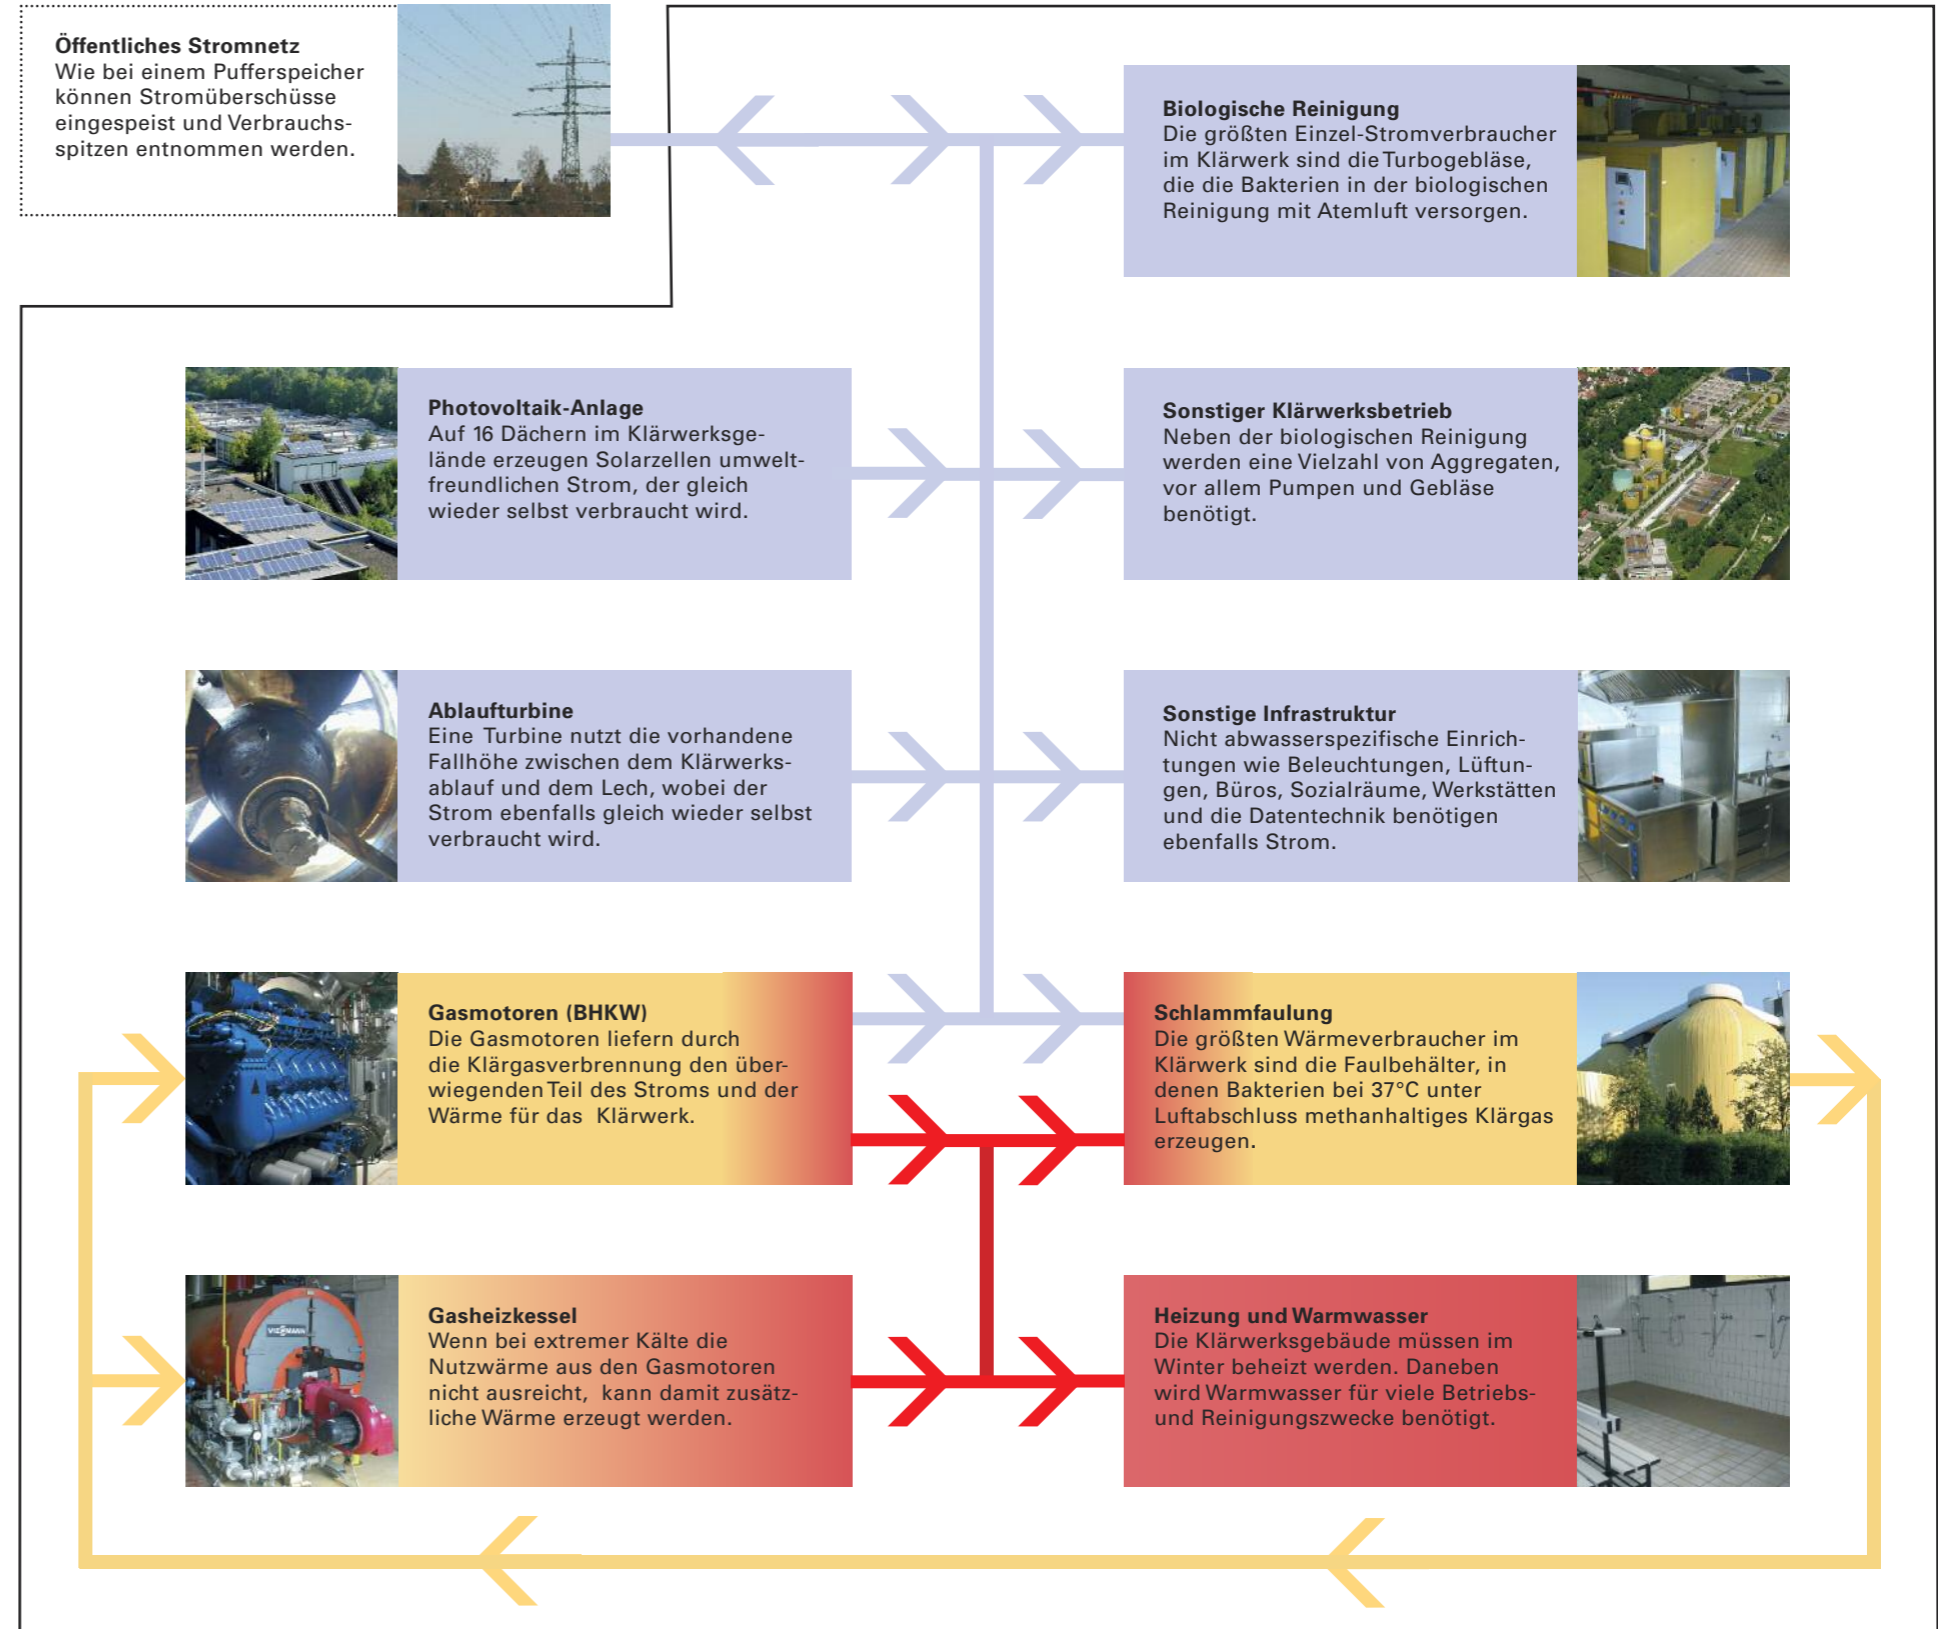 Öffentliches Stromnetz
Wie bei einem Pufferspeicher
können Stromüberschüsse
eingespeist und Verbrauchs-
spitzen entnommen werden.
Biologische Reinigung
Die größten Einzel-Stromverbraucher
im Klärwerk sind die Turbogebläse,
die die Bakterien in der biologischen
Reinigung mit Atemluft versorgen.
Photovoltaik-Anlage
Auf 16 Dächern im Klärwerksge-
lände erzeugen Solarzellen umwelt-
freundlichen Strom, der gleich
wieder selbst verbraucht wird.
Sonstiger Klärwerksbetrieb
Neben der biologischen Reinigung
werden eine Vielzahl von Aggregaten,
vor allem Pumpen und Gebläse
benötigt.
Ablaufturbine
Eine Turbine nutzt die vorhandene
Fallhöhe zwischen dem Klärwerks-
ablauf und dem Lech, wobei der
Strom ebenfalls gleich wieder selbst
verbraucht wird.
Sonstige Infrastruktur
Nicht abwasserspezifische Einrich-
tungen wie Beleuchtungen, Lüftun-
gen, Büros, Sozialräume, Werkstätten
und die Datentechnik benötigen
ebenfalls Strom.
Gasmotoren (BHKW)
Die Gasmotoren liefern durch
die Klärgasverbrennung den über-
wiegenden Teil des Stroms und der
Wärme für das Klärwerk.
Schlammfaulung
Die größten Wärmeverbraucher im
Klärwerk sind die Faulbehälter, in
denen Bakterien bei 37°C unter
Luftabschluss methanhaltiges Klärgas
erzeugen.
VIESMANN
Gasheizkessel
Wenn bei extremer Kälte die
Nutzwärme aus den Gasmotoren
nicht ausreicht, kann damit zusätz-
liche Wärme erzeugt werden.
Heizung und Warmwasser
Die Klärwerksgebäude müssen im
Winter beheizt werden. Daneben
wird Warmwasser für viele Betriebs-
und Reinigungszwecke benötigt.